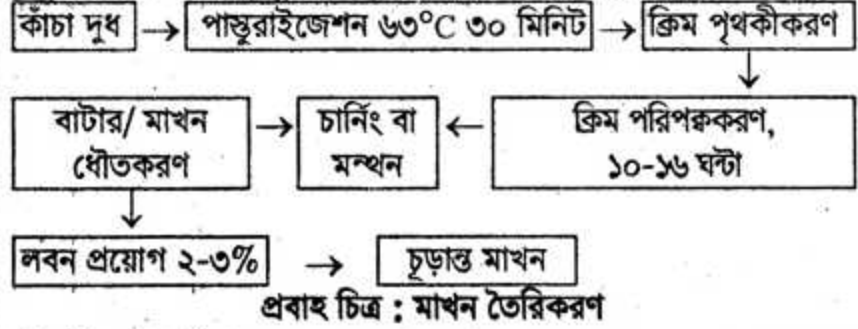 কাঁচা দুধ → পাস্তুরাইজেশন ৬৩°C ৩০ মিনিট → ক্রিম পৃথকীকরণ
↓
বাটার/ মাখন → চার্নিং বা ← ক্রিম পরিপক্ককরণ,
ধৌতকরণ মন্থন ১০-১৬ ঘন্টা
↓
লবন প্রয়োগ ২-৩% → চূড়ান্ত মাখন
প্রবাহ চিত্র : মাখন তৈরিকরণ